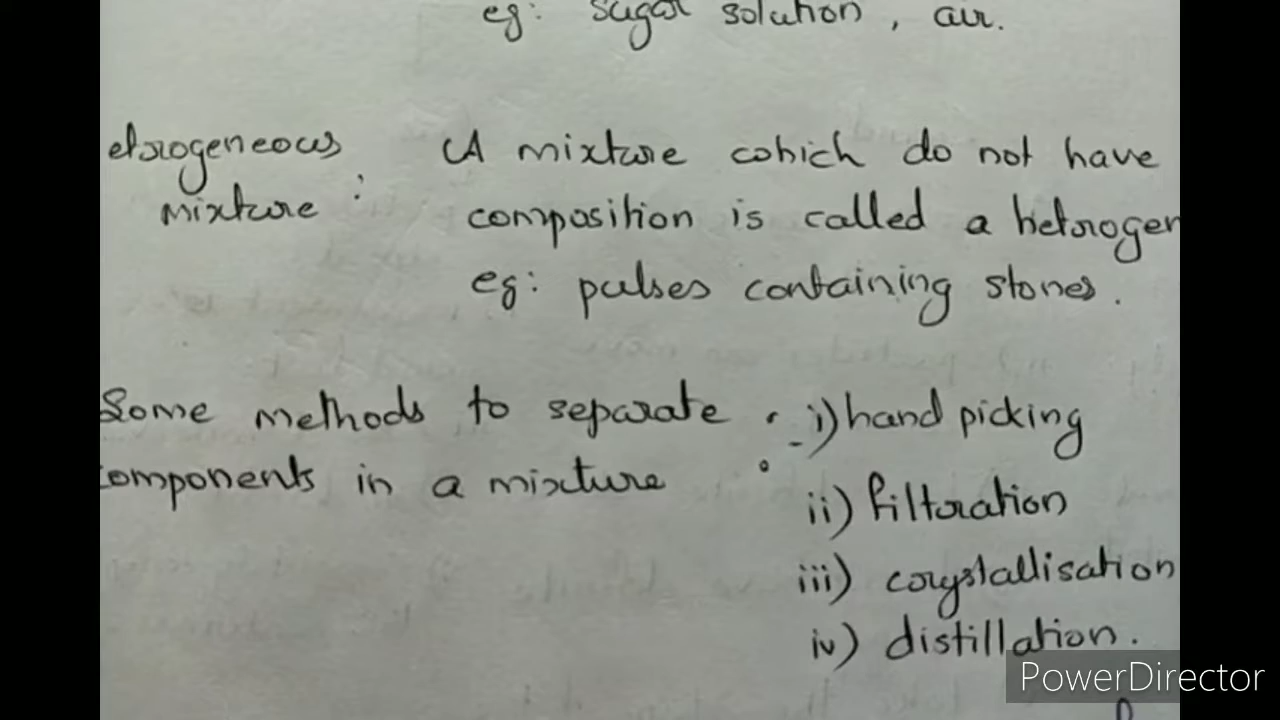 eg: sugar solution, air.
etrogeneous mixture : A mixture which do not have
composition is called a hetrogen
eg: pulses containing stones.
Some methods to separate : i) hand picking
components in a mixture
ii) filtration
iii) crystallisation
iv) distillation.
PowerDirector